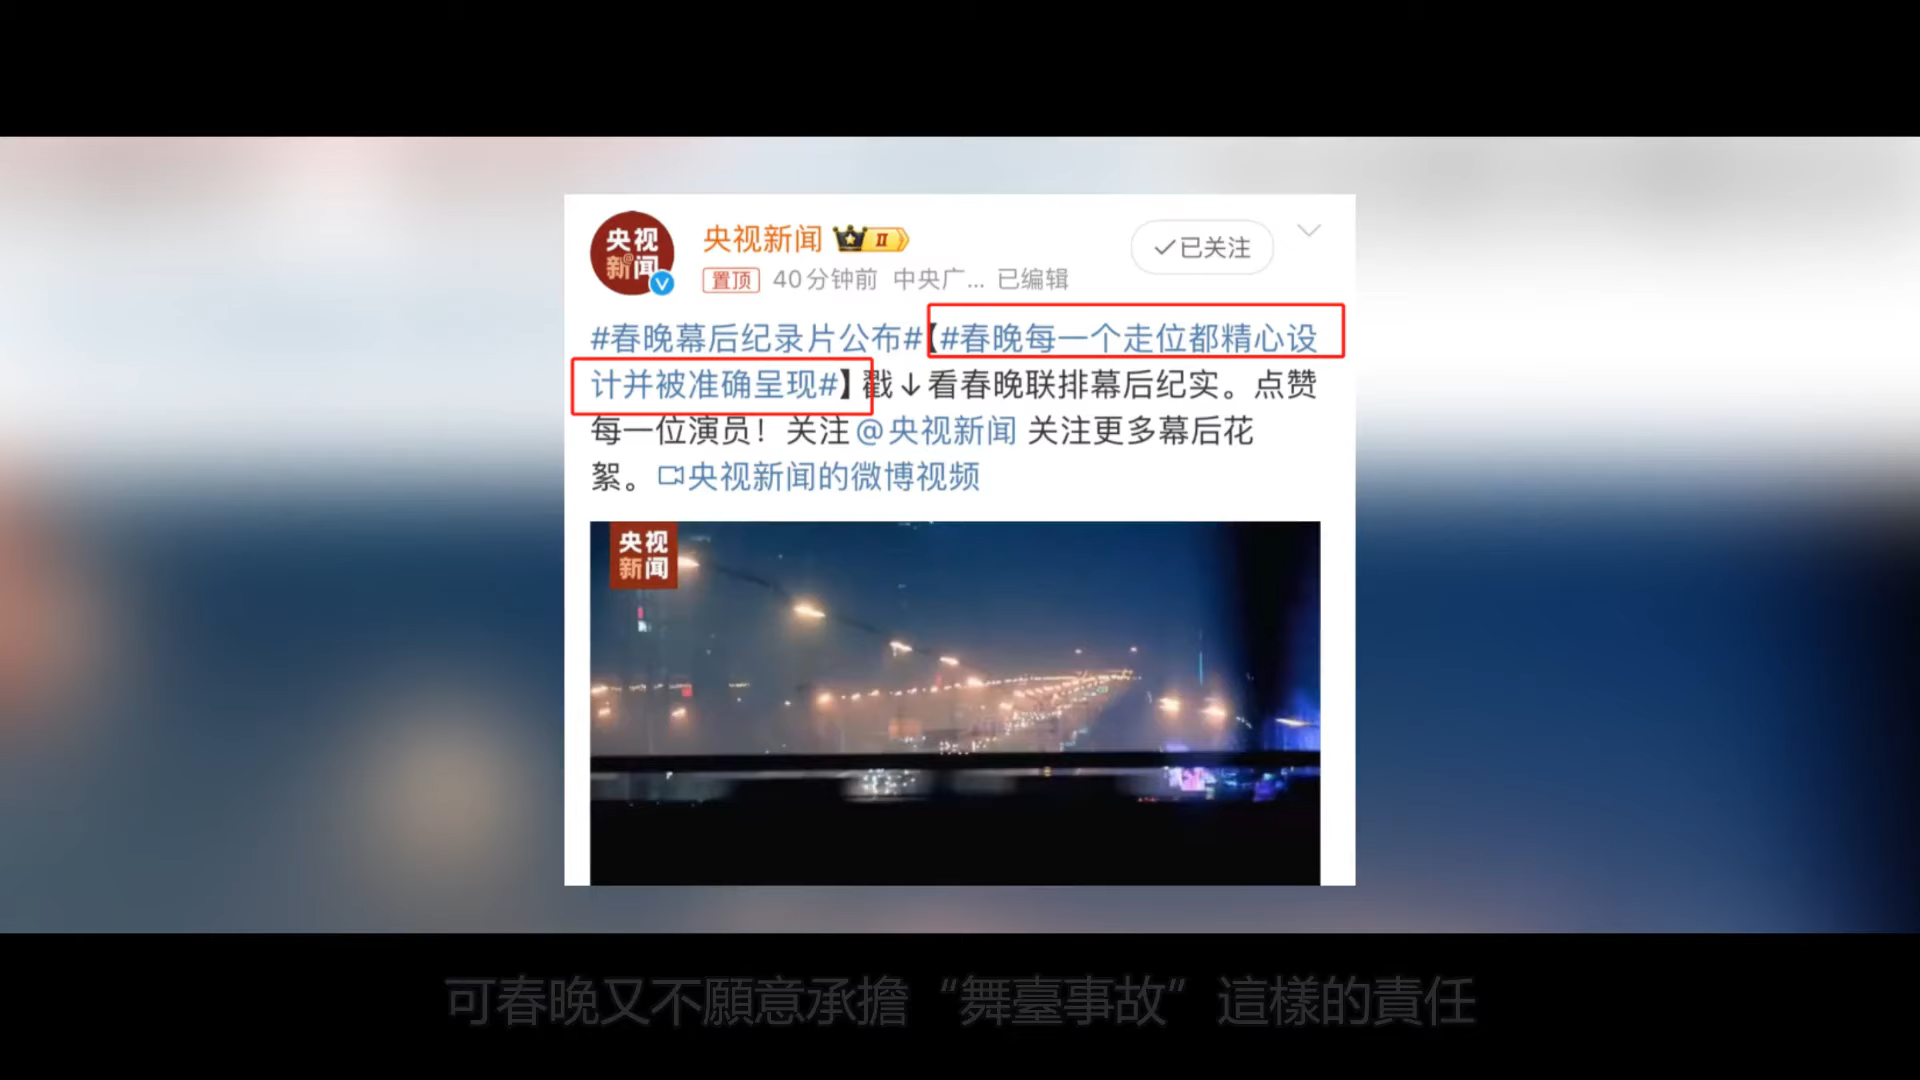 央视
新@闻
央视新闻 II
已关注
置顶 40分钟前 中央广... 已编辑
#春晚幕后纪录片公布#【#春晚每一个走位都精心设
计并被准确呈现#】戳↓看春晚联排幕后纪实。点赞
每一位演员！关注@央视新闻 关注更多幕后花
絮。央视新闻的微博视频
央视
新闻
可春晚又不願意承擔“舞臺事故”這樣的責任